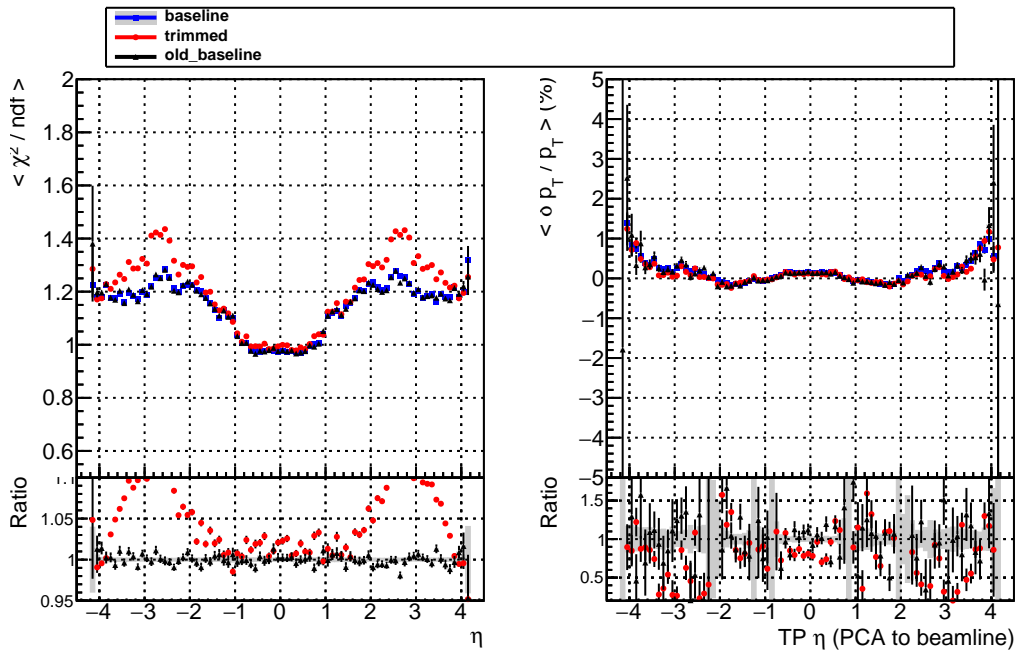 baseline
trimmed
old_baseline
< χ² / ndf >
2
1.8
1.6
1.4
1.2
1
0.8
0.6
< σ p_T / p_T > (%)
5
4
3
2
1
0
−1
−2
−3
−4
−5
Ratio
1.1
1.05
1
0.95
−4 −3 −2 −1 0 1 2 3 4
η
Ratio
1.5
1
0.5
−4 −3 −2 −1 0 1 2 3 4
TP η (PCA to beamline)